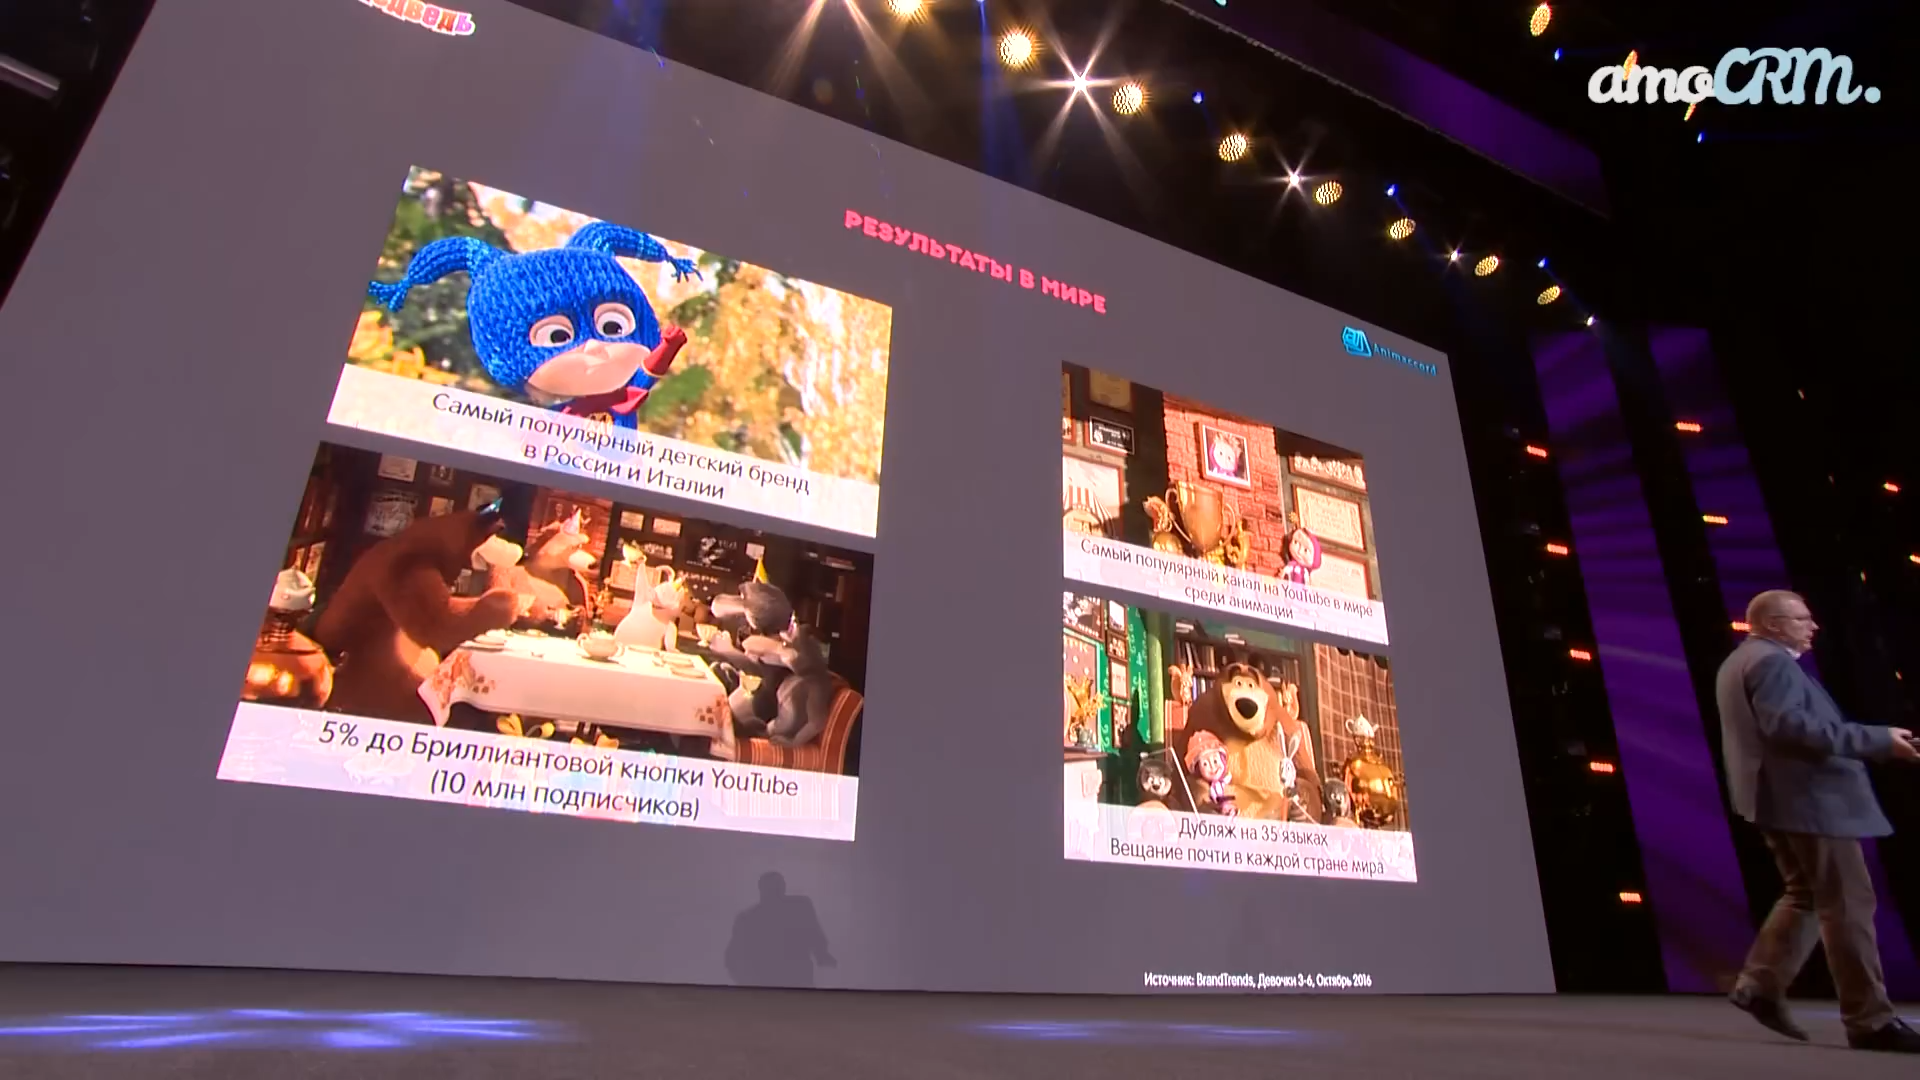 медведь
amoCRM.
РЕЗУЛЬТАТЫ В МИРЕ
Animaccord
Самый популярный детский бренд
в России и Италии
Самый популярный канал на YouTube в мире
среди анимации
5% до Бриллиантовой кнопки YouTube
(10 млн подписчиков)
Дубляж на 35 языках
Вещание почти в каждой стране мира
Источник: BrandTrends, Девочки 3-6, Октябрь 2016